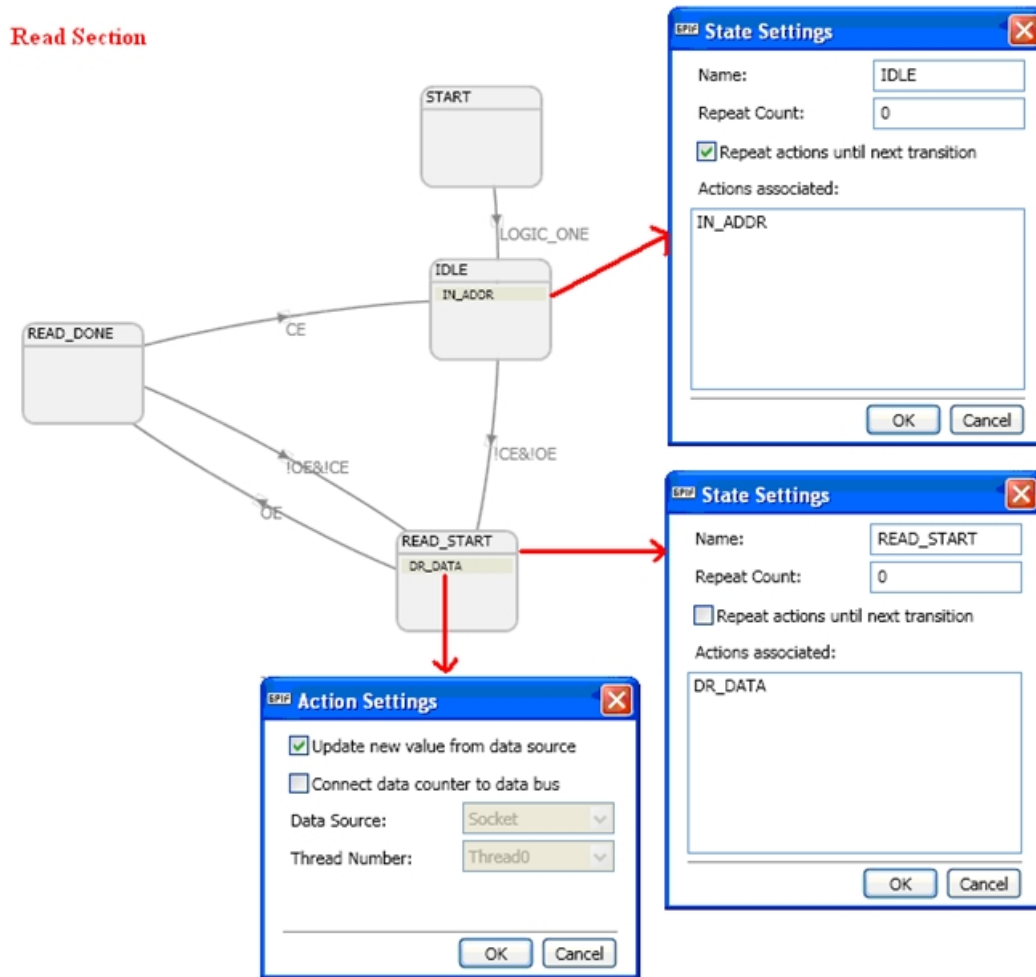 Read Section
START
LOGIC_ONE
IDLE
IN_ADDR
READ_DONE
CE
!OE&!CE
OE
!CE&!OE
READ_START
DR_DATA
GPIF State Settings
Name: IDLE
Repeat Count: 0
Repeat actions until next transition
Actions associated:
IN_ADDR
OK Cancel
GPIF State Settings
Name: READ_START
Repeat Count: 0
Repeat actions until next transition
Actions associated:
DR_DATA
OK Cancel
GPIF Action Settings
Update new value from data source
Connect data counter to data bus
Data Source: Socket
Thread Number: Thread0
OK Cancel